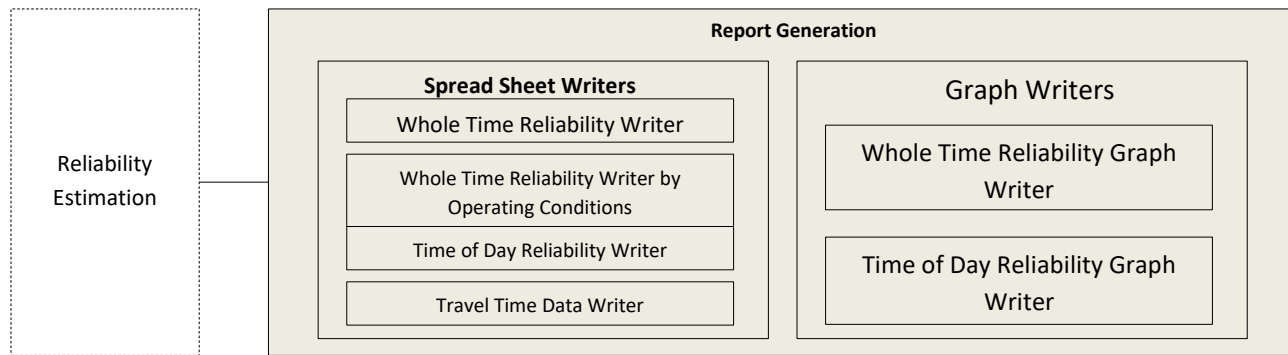 Reliability
Estimation
Report Generation
Spread Sheet Writers
Whole Time Reliability Writer
Whole Time Reliability Writer by
Operating Conditions
Time of Day Reliability Writer
Travel Time Data Writer
Graph Writers
Whole Time Reliability Graph
Writer
Time of Day Reliability Graph
Writer